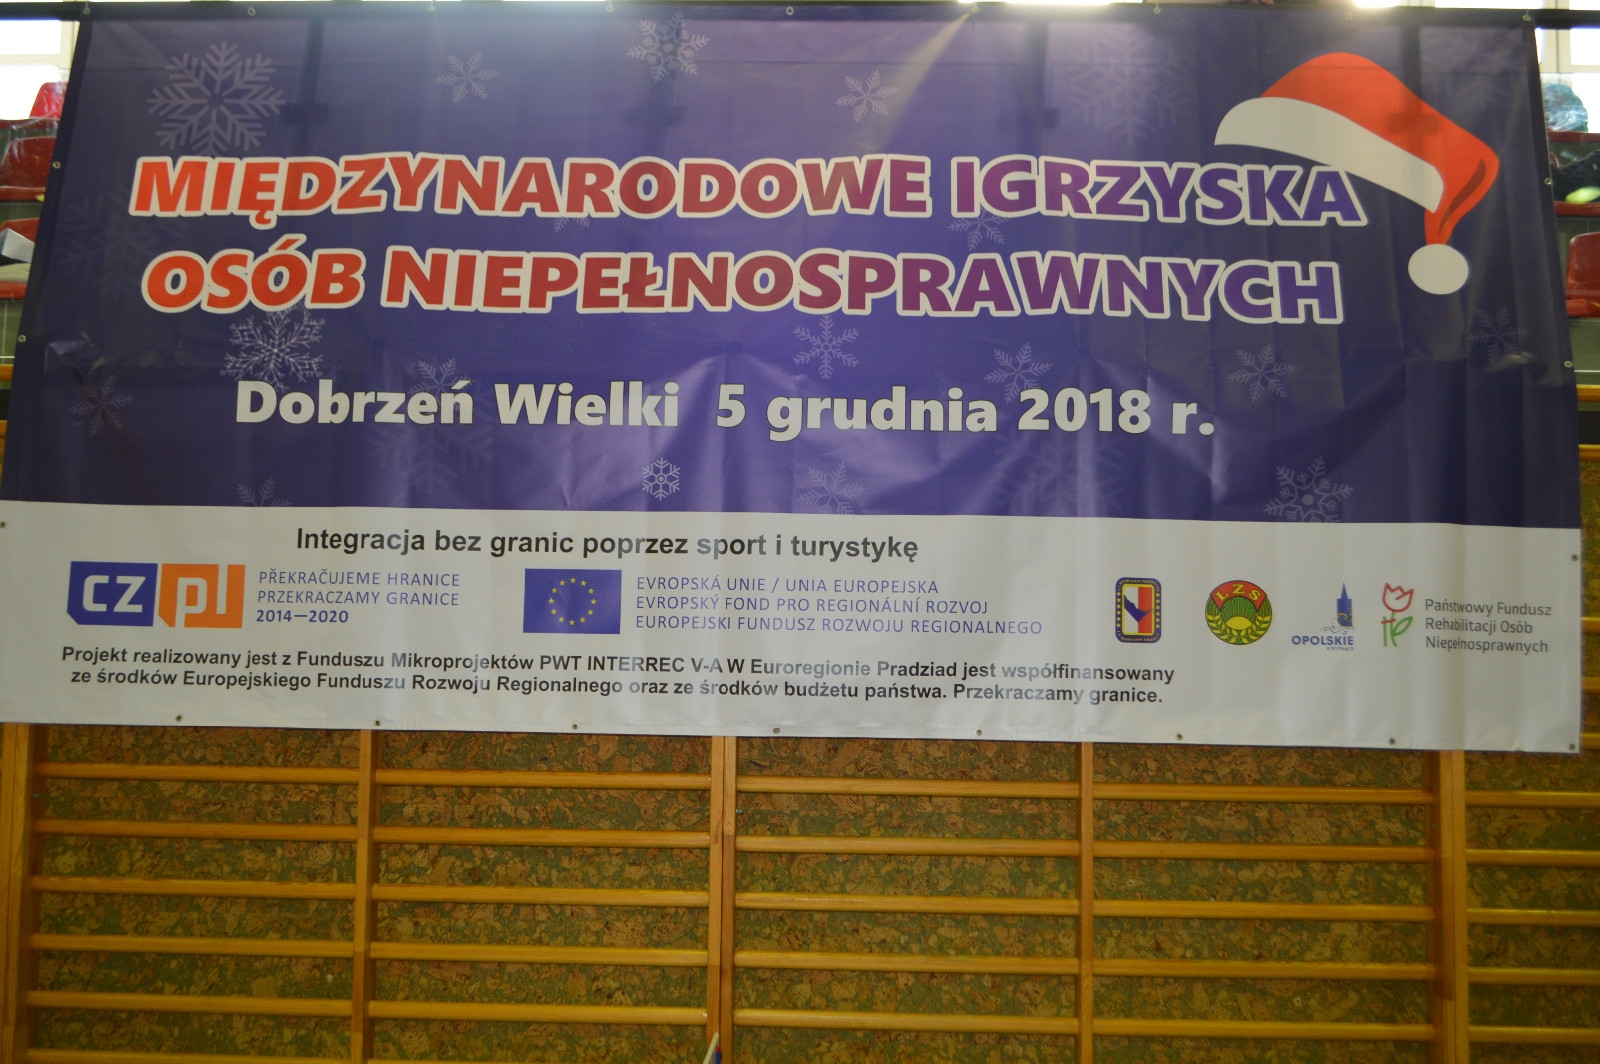 MIĘDZYNARODOWE IGRZYSKA
OSÓB NIEPEŁNOSPRAWNYCH
Dobrzeń Wielki 5 grudnia 2018 r.
Integracja bez granic poprzez sport i turystykę
CZ PL
PŘEKRAČUJEME HRANICE
PRZEKRACZAMY GRANICE
2014—2020
EVROPSKÁ UNIE / UNIA EUROPEJSKA
EVROPSKÝ FOND PRO REGIONÁLNÍ ROZVOJ
EUROPEJSKI FUNDUSZ ROZWOJU REGIONALNEGO
LZS
OPOLSKIE
Państwowy Fundusz
Rehabilitacji Osób
Niepełnosprawnych
Projekt realizowany jest z Funduszu Mikroprojektów PWT INTERREC V-A W Euroregionie Pradziad jest współfinansowany
ze środków Europejskiego Funduszu Rozwoju Regionalnego oraz ze środków budżetu państwa. Przekraczamy granice.